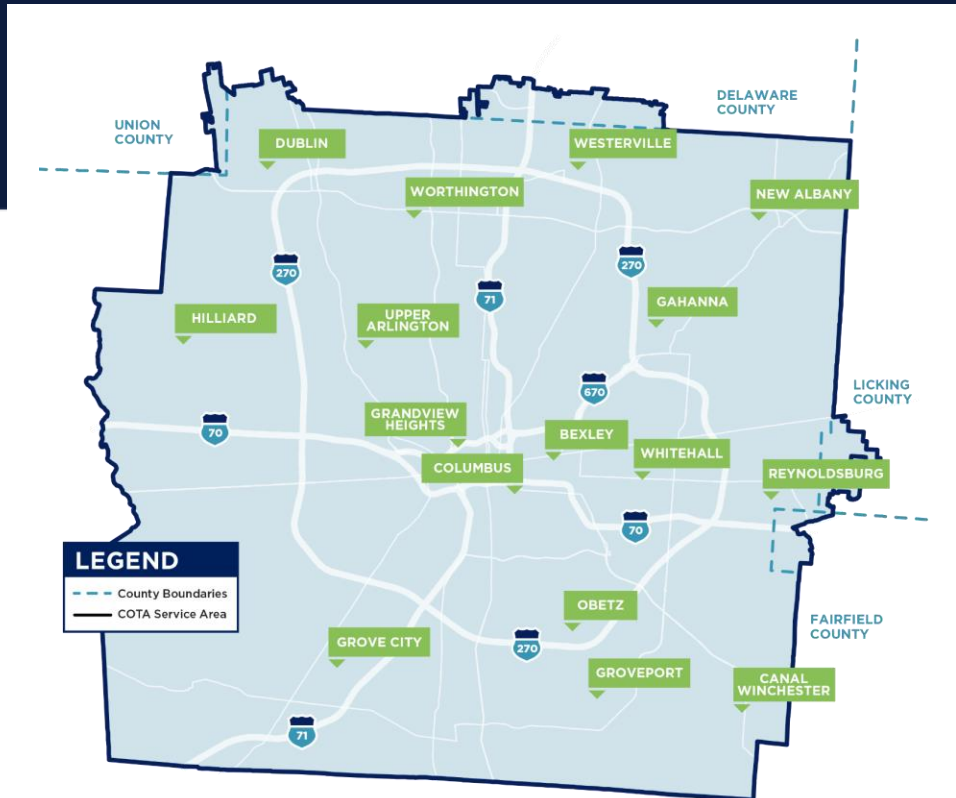 DELAWARE
COUNTY
UNION
COUNTY
DUBLIN
WESTERVILLE
WORTHINGTON
NEW ALBANY
270
270
71
GAHANNA
HILLIARD
UPPER
ARLINGTON
670
LICKING
COUNTY
70
GRANDVIEW
HEIGHTS
BEXLEY
WHITEHALL
COLUMBUS
REYNOLDSBURG
70
LEGEND
County Boundaries
COTA Service Area
OBETZ
FAIRFIELD
COUNTY
GROVE CITY
270
GROVEPORT
CANAL
WINCHESTER
71